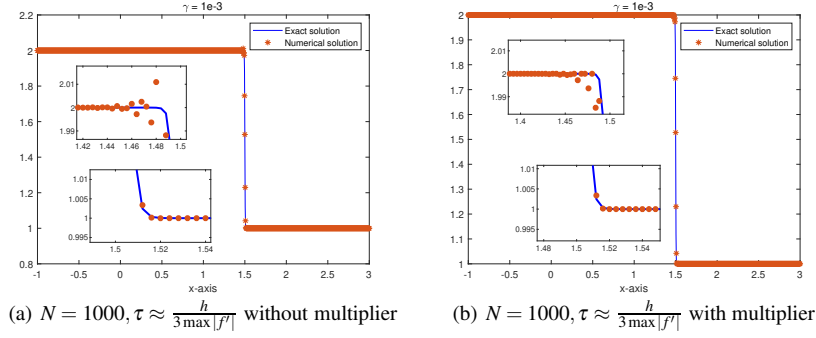 γ = 1e-3
Exact solution
Numerical solution
2.2
2
1.8
1.6
1.4
1.2
1
0.8
2.01
2
1.99
1.42 1.44 1.46 1.48 1.5
1.01
1.005
1
0.995
1.5 1.52 1.54
-1 -0.5 0 0.5 1 1.5 2 2.5 3
x-axis
(a) N = 1000, τ ≈ h / 3 max|f′| without multiplier
γ = 1e-3
Exact solution
Numerical solution
2
1.9
1.8
1.7
1.6
1.5
1.4
1.3
1.2
1.1
1
2.01
2
1.99
1.4 1.45 1.5
1.01
1.005
1
0.995
1.48 1.5 1.52 1.54
-1 -0.5 0 0.5 1 1.5 2 2.5 3
x-axis
(b) N = 1000, τ ≈ h / 3 max|f′| with multiplier